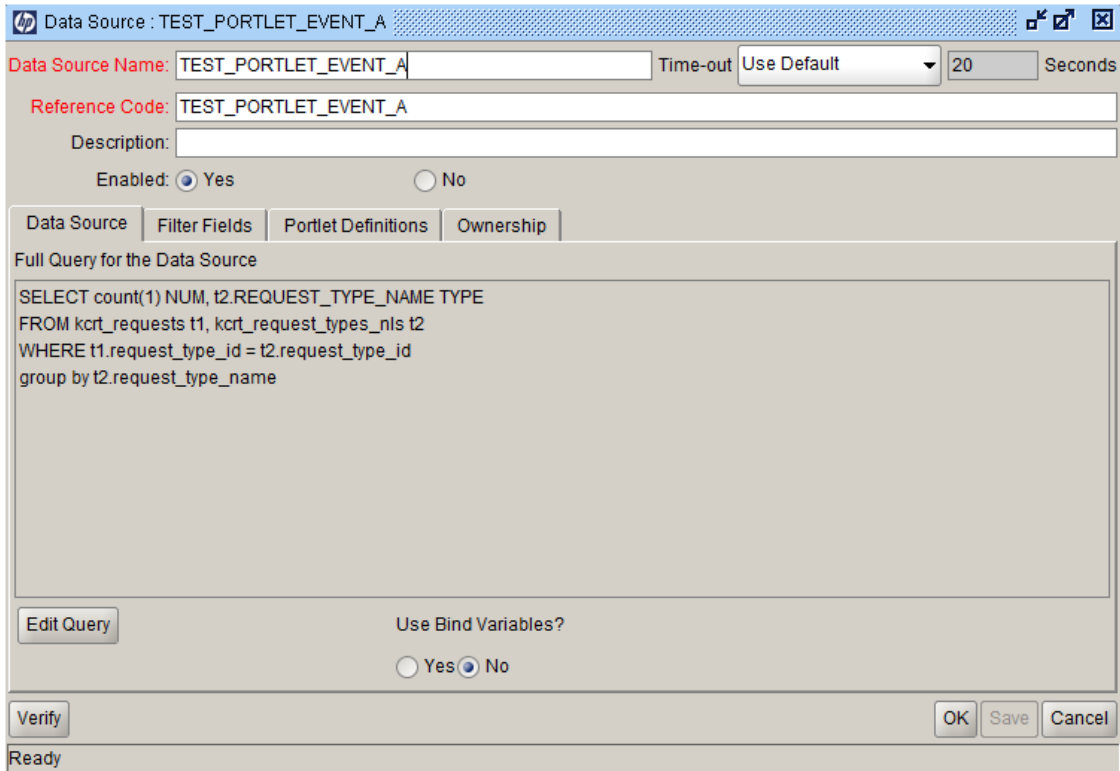 hp Data Source : TEST_PORTLET_EVENT_A
Data Source Name: TEST_PORTLET_EVENT_A Time-out Use Default 20 Seconds
Reference Code: TEST_PORTLET_EVENT_A
Description:
Enabled: Yes No
Data Source Filter Fields Portlet Definitions Ownership
Full Query for the Data Source
SELECT count(1) NUM, t2.REQUEST_TYPE_NAME TYPE
FROM kcrt_requests t1, kcrt_request_types_nls t2
WHERE t1.request_type_id = t2.request_type_id
group by t2.request_type_name
Edit Query Use Bind Variables?
Yes No
Verify OK Save Cancel
Ready